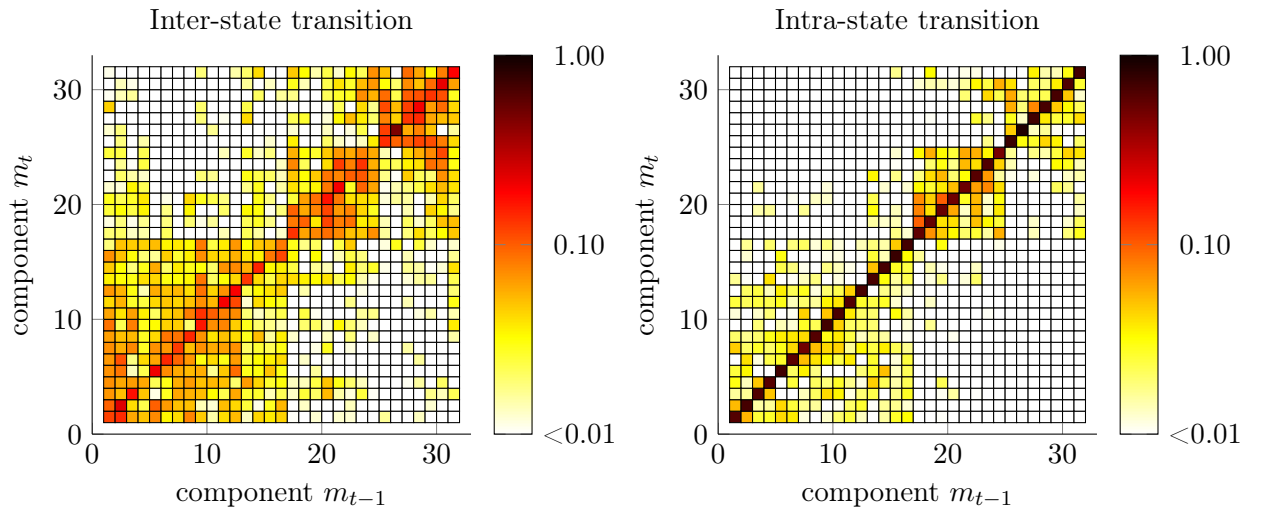 Inter-state transition
component m_t
30
20
10
0
0 10 20 30
component m_{t−1}
1.00
0.10
<0.01
Intra-state transition
component m_t
30
20
10
0
0 10 20 30
component m_{t−1}
1.00
0.10
<0.01